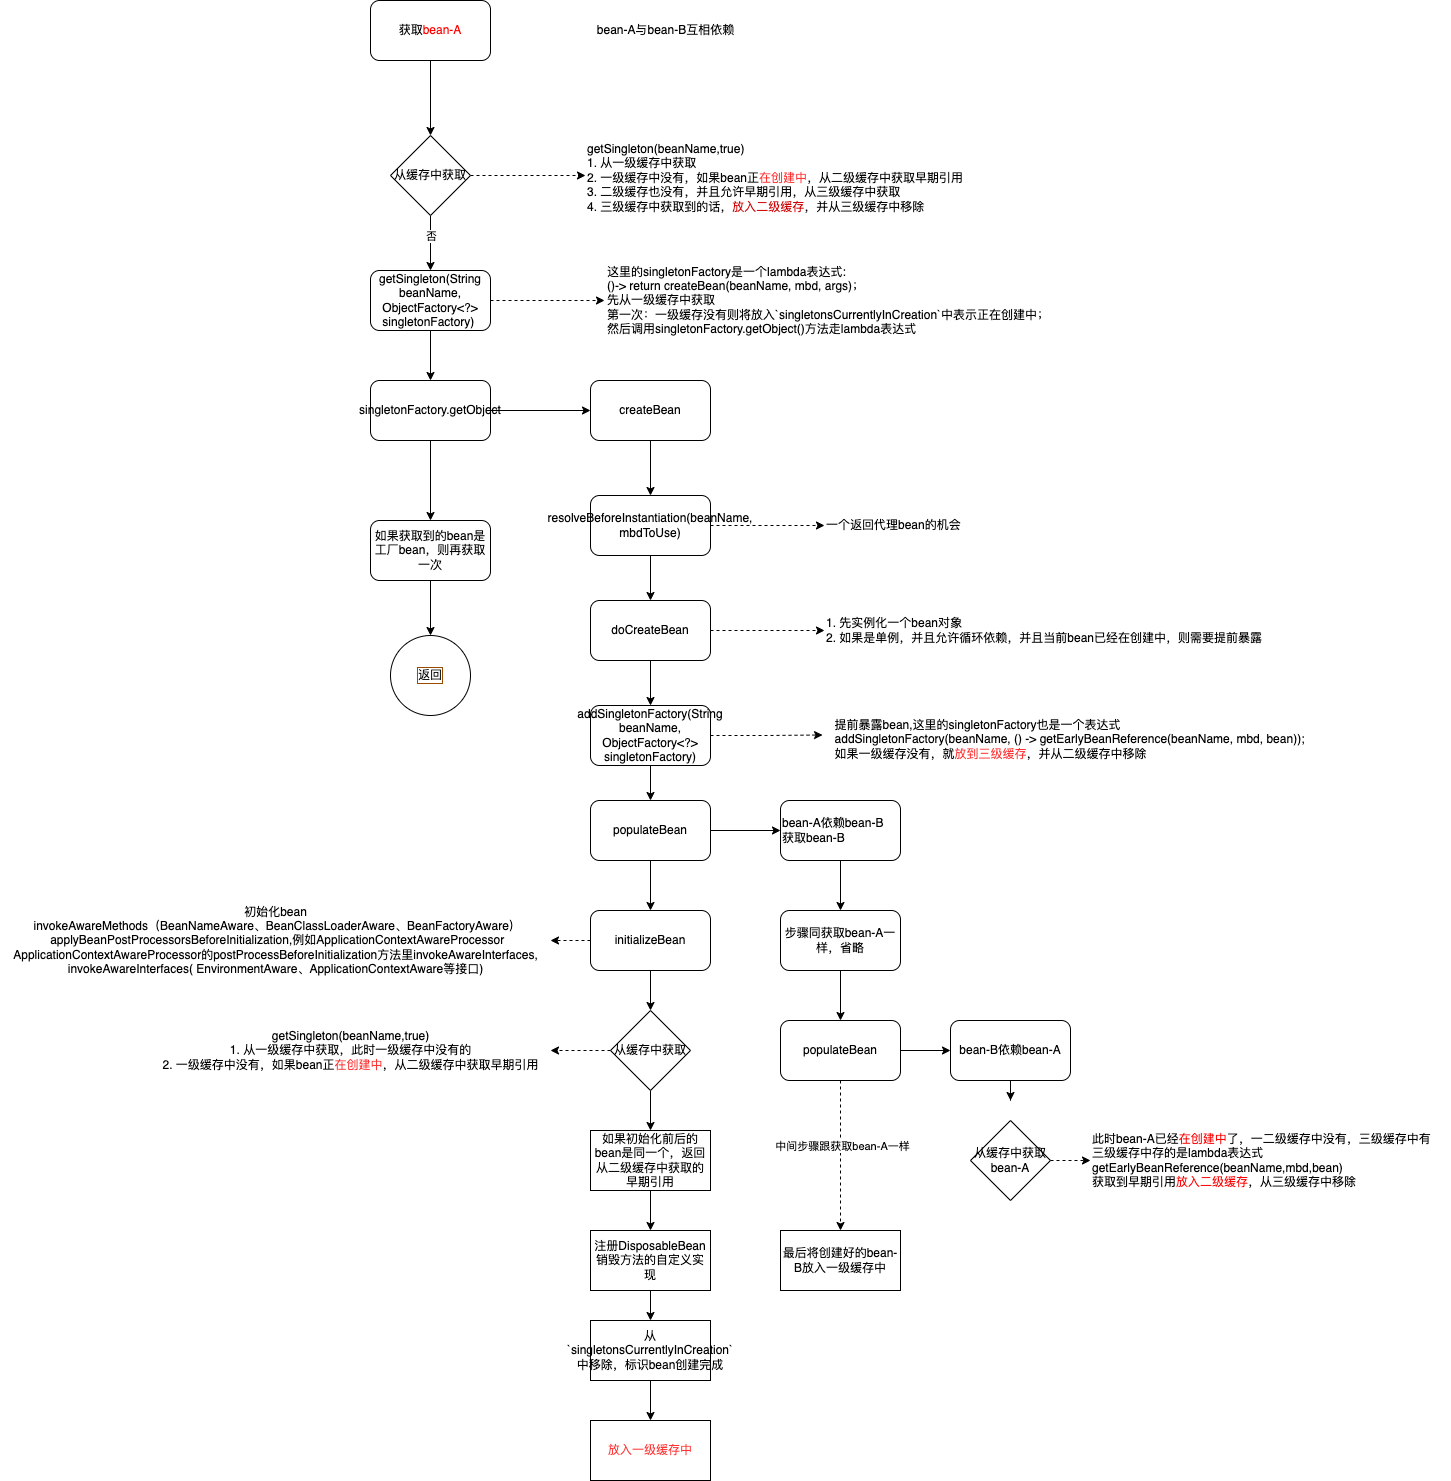 获取bean-A
bean-A与bean-B互相依赖
从缓存中获取
getSingleton(beanName,true)
1. 从一级缓存中获取
2. 一级缓存中没有，如果bean正在创建中，从二级缓存中获取早期引用
3. 二级缓存也没有，并且允许早期引用，从三级缓存中获取
4. 三级缓存中获取到的话，放入二级缓存，并从三级缓存中移除
否
getSingleton(String
beanName,
ObjectFactory<?>
singletonFactory)
这里的singletonFactory是一个lambda表达式:
()-> return createBean(beanName, mbd, args)；
先从一级缓存中获取
第一次：一级缓存没有则将放入`singletonsCurrentlyInCreation`中表示正在创建中；
然后调用singletonFactory.getObject()方法走lambda表达式
singletonFactory.getObject
createBean
resolveBeforeInstantiation(beanName,
mbdToUse)
一个返回代理bean的机会
如果获取到的bean是
工厂bean，则再获取
一次
doCreateBean
1. 先实例化一个bean对象
2. 如果是单例，并且允许循环依赖，并且当前bean已经在创建中，则需要提前暴露
返回
addSingletonFactory(String
beanName,
ObjectFactory<?>
singletonFactory)
提前暴露bean,这里的singletonFactory也是一个表达式
addSingletonFactory(beanName, () -> getEarlyBeanReference(beanName, mbd, bean));
如果一级缓存没有，就放到三级缓存，并从二级缓存中移除
populateBean
bean-A依赖bean-B
获取bean-B
初始化bean
invokeAwareMethods（BeanNameAware、BeanClassLoaderAware、BeanFactoryAware）
applyBeanPostProcessorsBeforeInitialization,例如ApplicationContextAwareProcessor
ApplicationContextAwareProcessor的postProcessBeforeInitialization方法里invokeAwareInterfaces,
invokeAwareInterfaces( EnvironmentAware、ApplicationContextAware等接口)
initializeBean
步骤同获取bean-A一
样，省略
getSingleton(beanName,true)
1. 从一级缓存中获取，此时一级缓存中没有的
2. 一级缓存中没有，如果bean正在创建中，从二级缓存中获取早期引用
从缓存中获取
populateBean
bean-B依赖bean-A
如果初始化前后的
bean是同一个，返回
从二级缓存中获取的
早期引用
中间步骤跟获取bean-A一样
从缓存中获取
bean-A
此时bean-A已经在创建中了，一二级缓存中没有，三级缓存中有
三级缓存中存的是lambda表达式
getEarlyBeanReference(beanName,mbd,bean)
获取到早期引用放入二级缓存，从三级缓存中移除
注册DisposableBean
销毁方法的自定义实
现
最后将创建好的bean-
B放入一级缓存中
从
`singletonsCurrentlyInCreation`
中移除，标识bean创建完成
放入一级缓存中